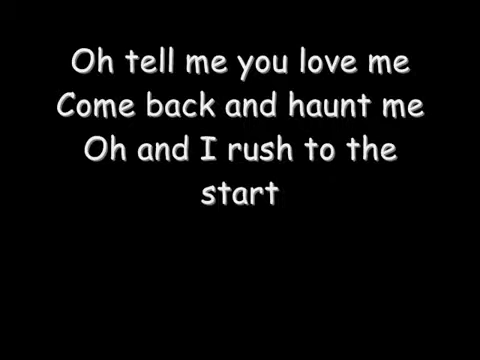 Oh tell me you love me
Come back and haunt me
Oh and I rush to the
start